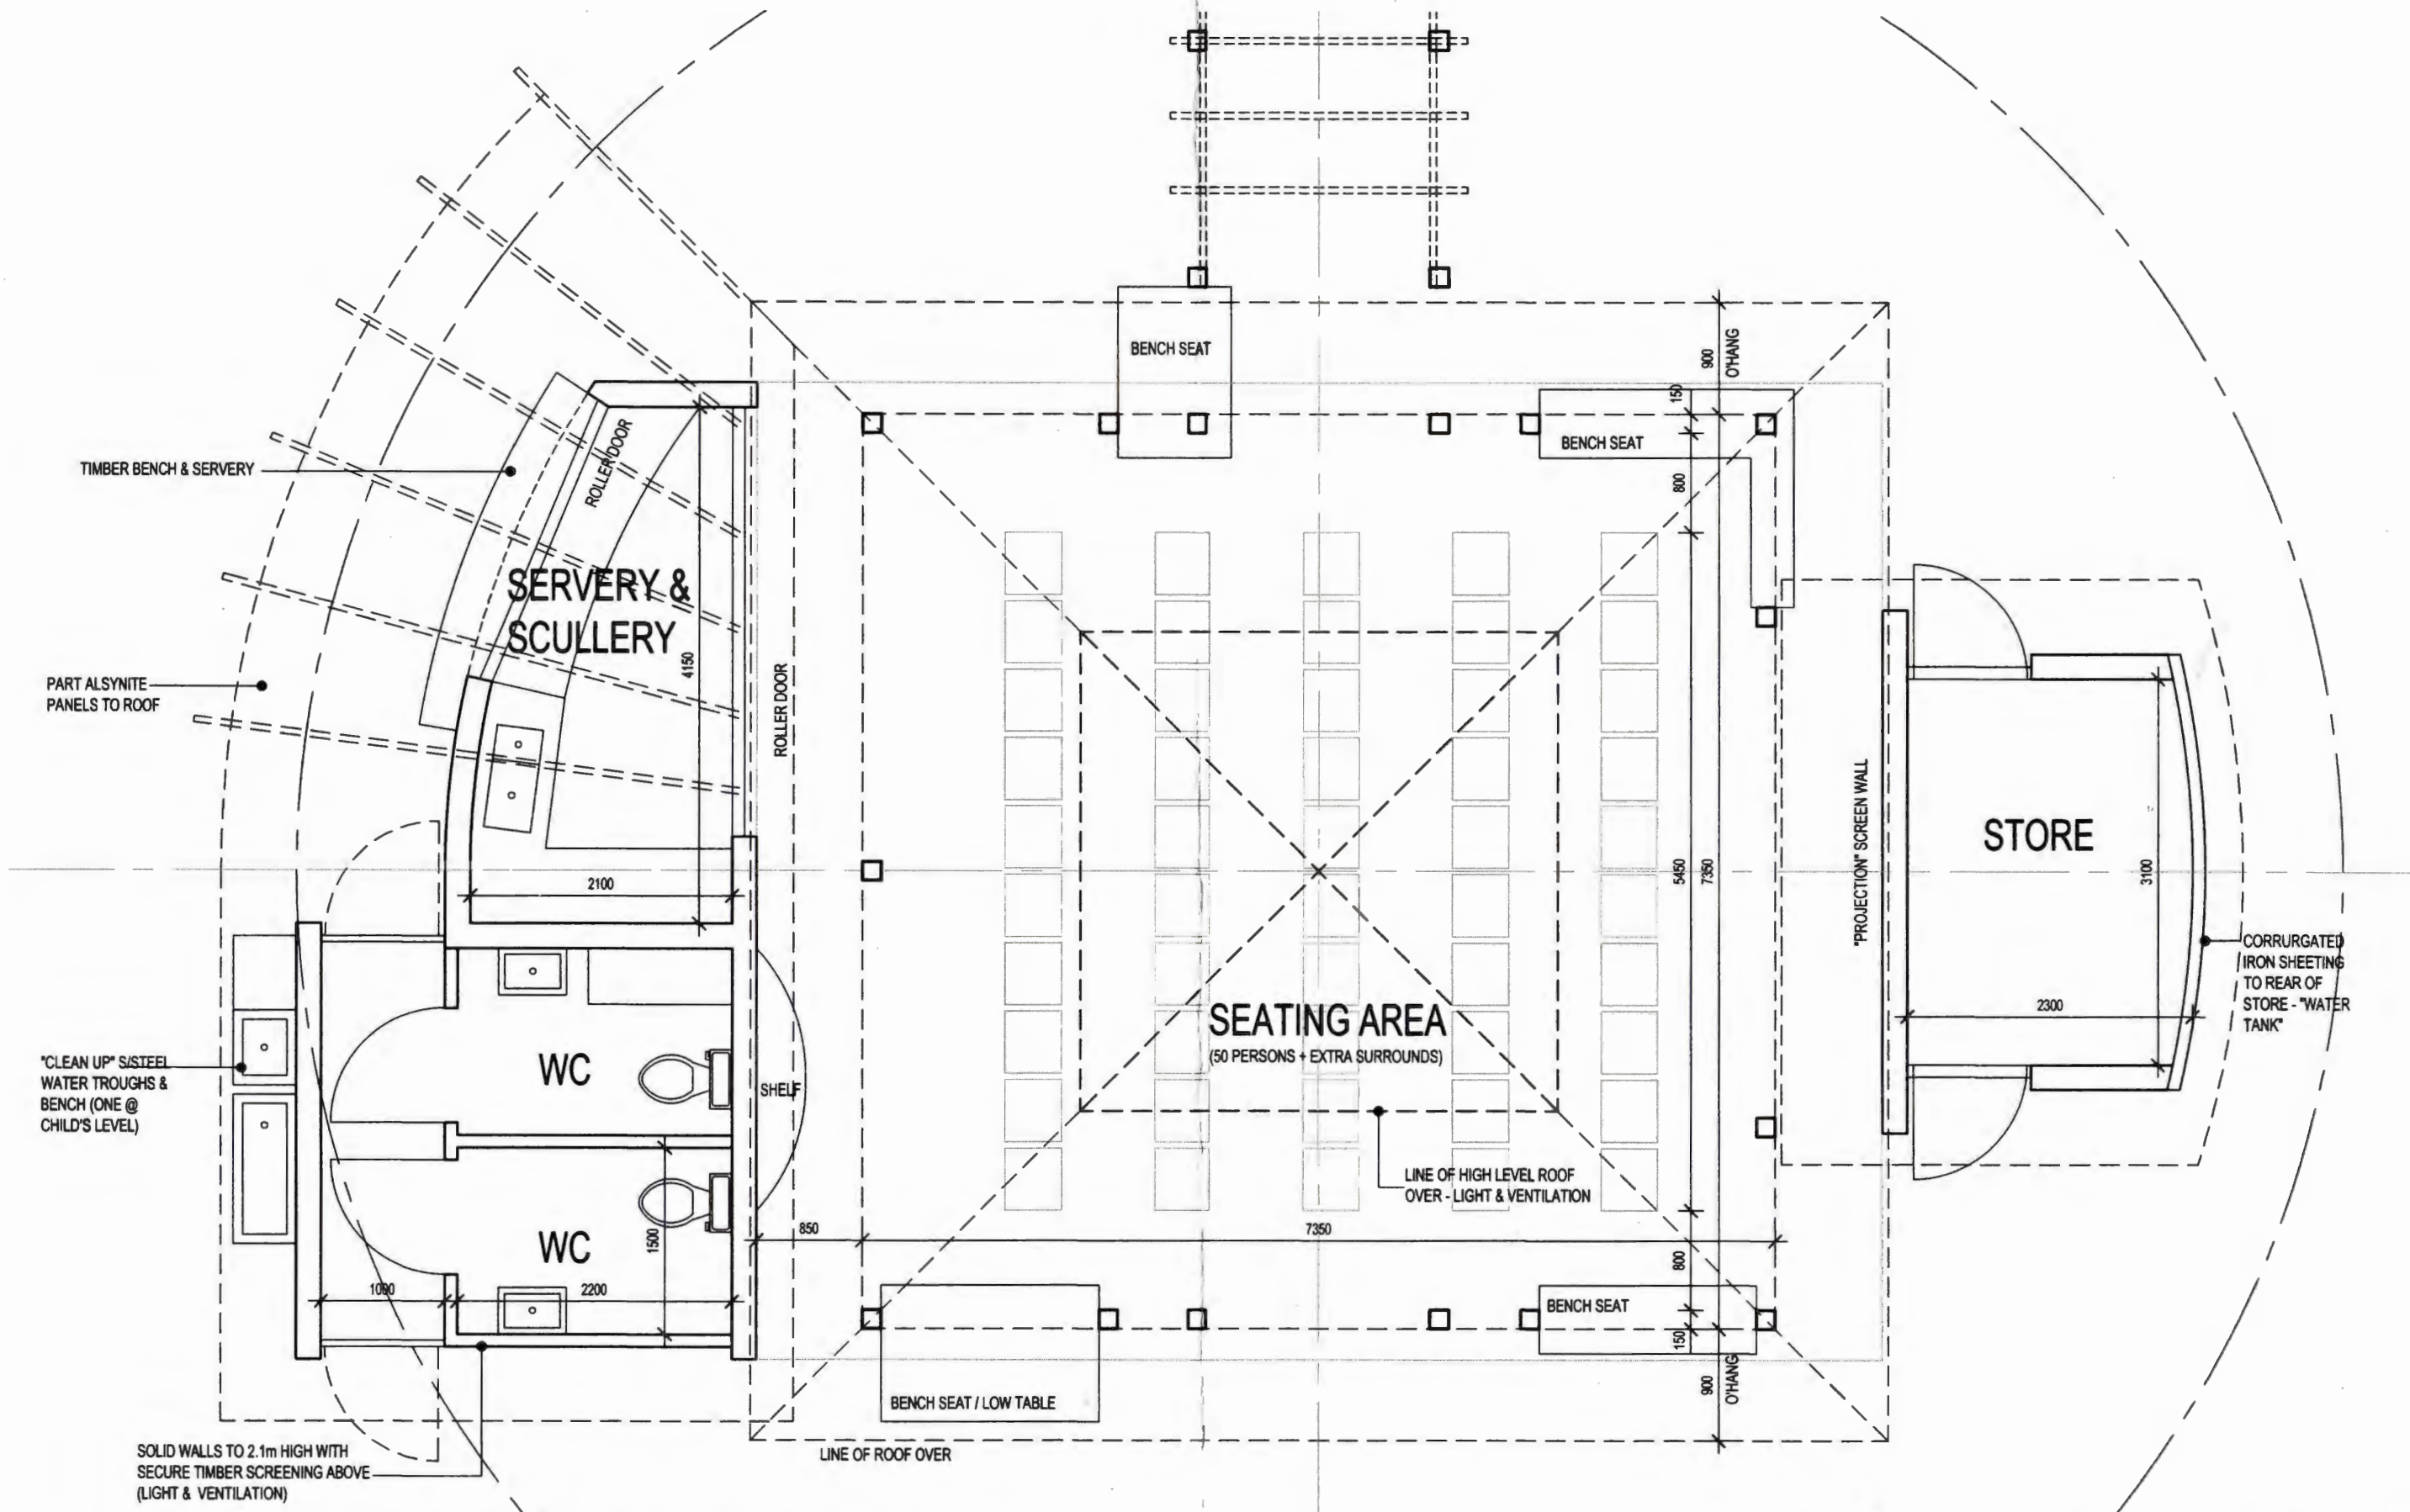 BENCH SEAT
900
O'HANG
150
BENCH SEAT
800
TIMBER BENCH & SERVERY
ROLLER DOOR
SERVERY &
SCULLERY
4150
ROLLER DOOR
PART ALSYNITE
PANELS TO ROOF
"PROJECTION" SCREEN WALL
STORE
3100
2100
5450
7350
CORRURGATED
IRON SHEETING
TO REAR OF
STORE - "WATER
TANK"
2300
SEATING AREA
(50 PERSONS + EXTRA SURROUNDS)
"CLEAN UP" S/STEEL
WATER TROUGHS &
BENCH (ONE @
CHILD'S LEVEL)
WC
SHELF
LINE OF HIGH LEVEL ROOF
OVER - LIGHT & VENTILATION
WC
1500
850
7350
800
1000
2200
BENCH SEAT
150
900
O'HANG
BENCH SEAT / LOW TABLE
LINE OF ROOF OVER
SOLID WALLS TO 2.1m HIGH WITH
SECURE TIMBER SCREENING ABOVE
(LIGHT & VENTILATION)